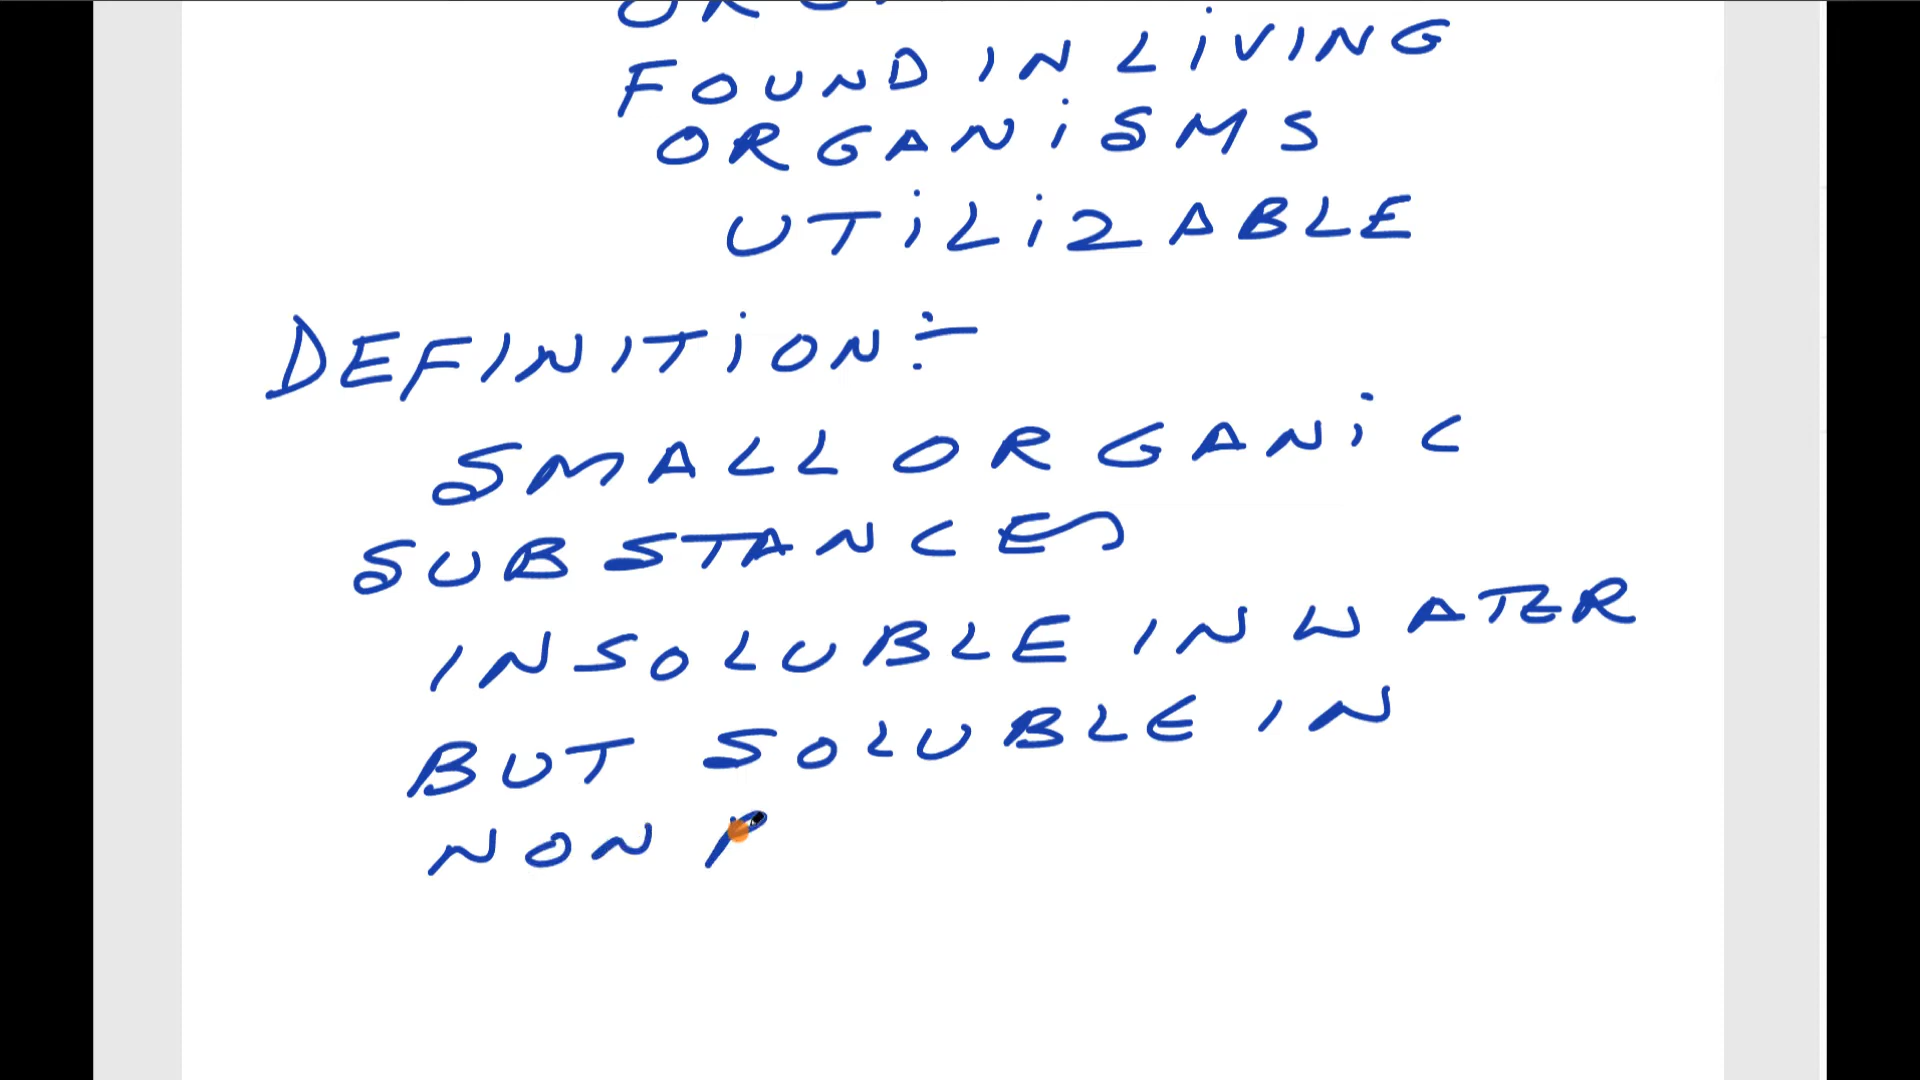 FOUND IN LIVING
ORGANISMS
UTILIZABLE
DEFINITION :-
SMALL ORGANIC
SUBSTANCES
INSOLUBLE IN WATER
BUT SOLUBLE IN
NON P